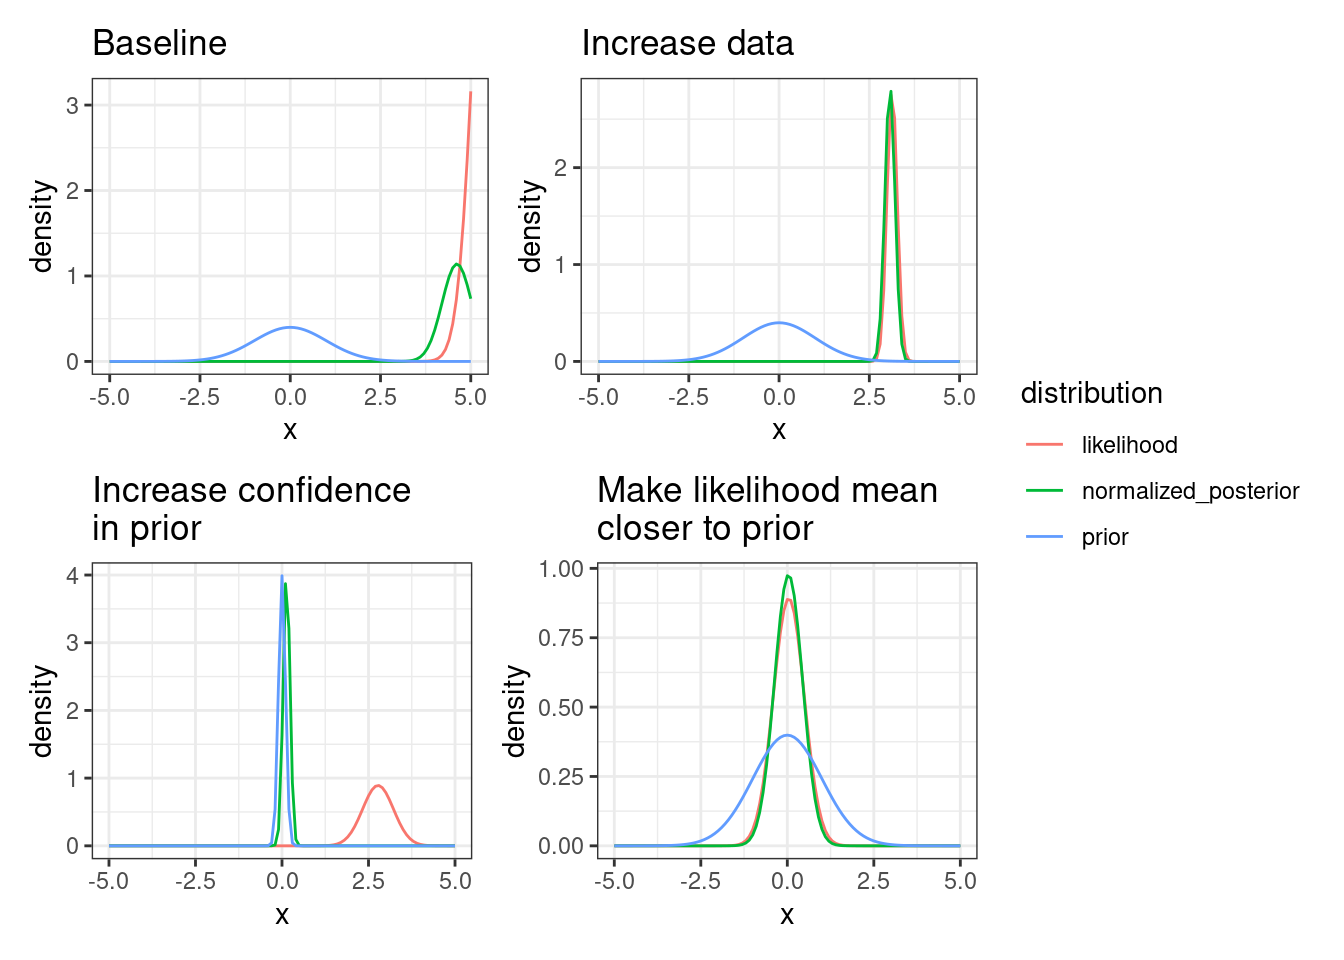 Baseline
3
2
1
0
density
-5.0 -2.5 0.0 2.5 5.0
x
Increase data
2
1
0
density
-5.0 -2.5 0.0 2.5 5.0
x
Increase confidence
in prior
4
3
2
1
0
density
-5.0 -2.5 0.0 2.5 5.0
x
Make likelihood mean
closer to prior
1.00
0.75
0.50
0.25
0.00
density
-5.0 -2.5 0.0 2.5 5.0
x
distribution
likelihood
normalized_posterior
prior